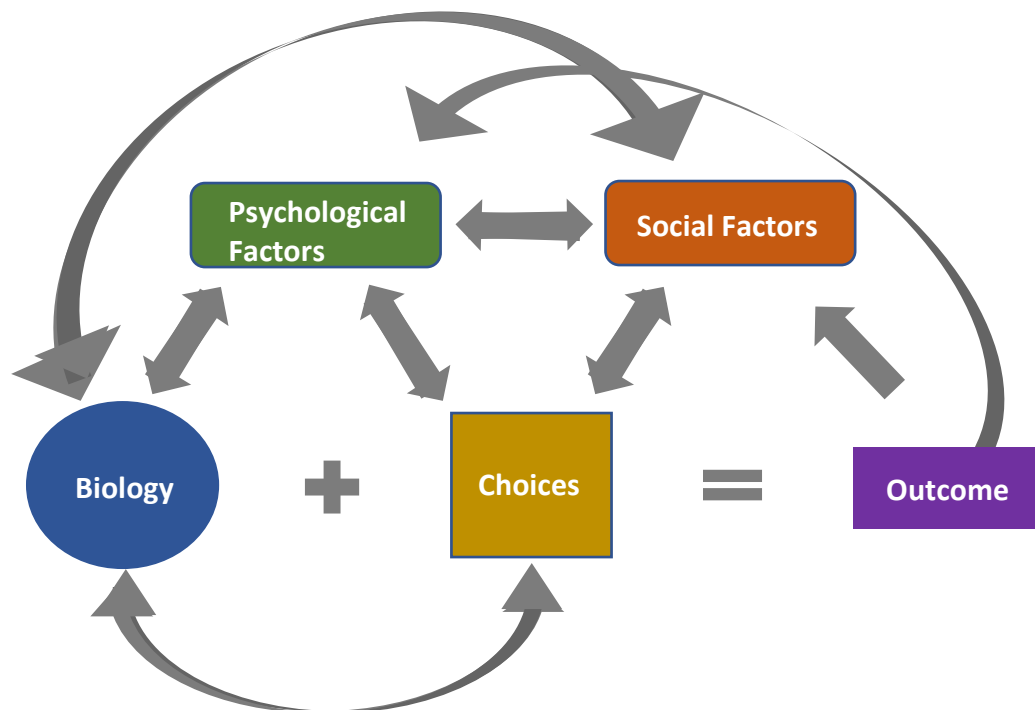 Psychological
Factors
Social Factors
Biology
+
Choices
=
Outcome